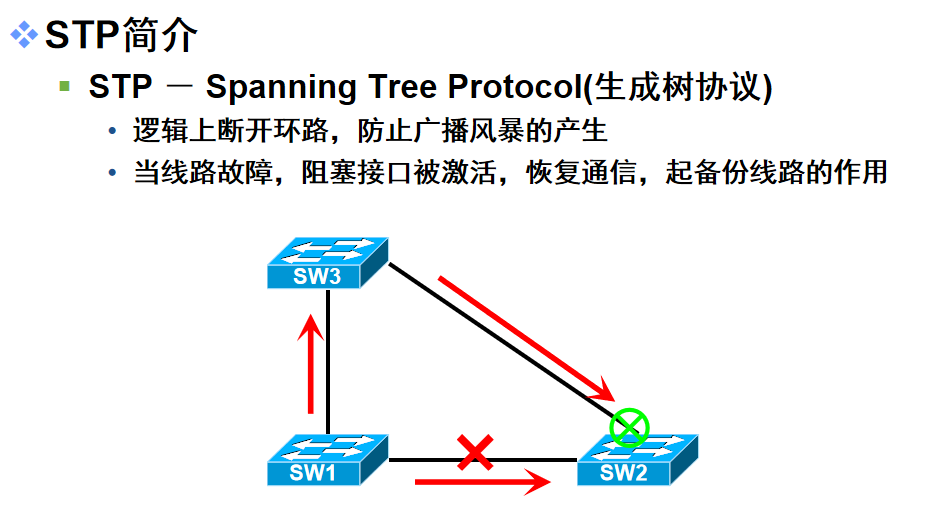 STP简介
STP － Spanning Tree Protocol(生成树协议)
逻辑上断开环路，防止广播风暴的产生
当线路故障，阻塞接口被激活，恢复通信，起备份线路的作用
SW3
SW1
SW2